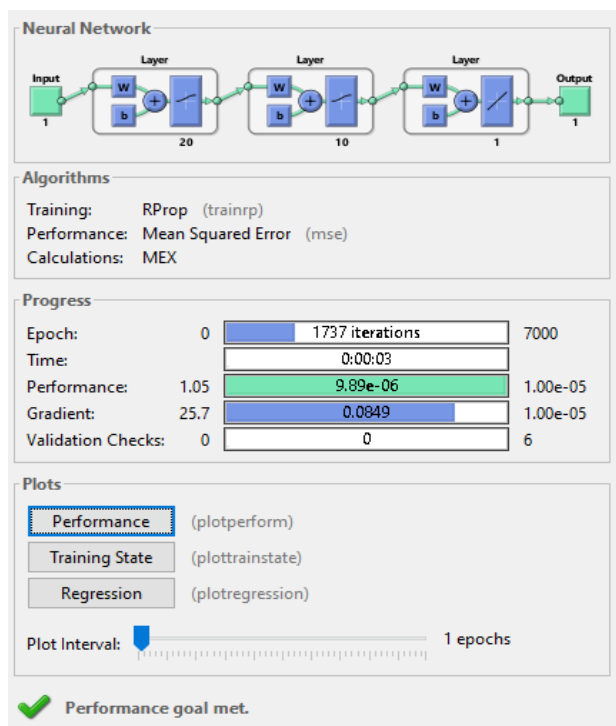 Neural Network
Layer Layer Layer
Input Output
W W W
+ + +
b b b
1 1
20 10 1
Algorithms
Training: RProp (trainrp)
Performance: Mean Squared Error (mse)
Calculations: MEX
Progress
Epoch: 0 1737 iterations 7000
Time: 0:00:03
Performance: 1.05 9.89e-06 1.00e-05
Gradient: 25.7 0.0849 1.00e-05
Validation Checks: 0 0 6
Plots
Performance (plotperform)
Training State (plottrainstate)
Regression (plotregression)
Plot Interval: 1 epochs
Performance goal met.